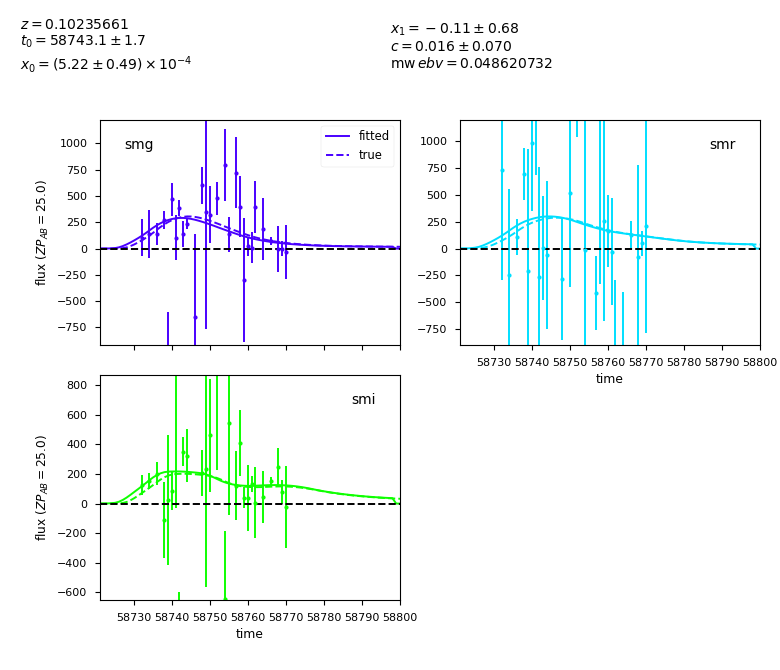 z = 0.10235661
t₀ = 58743.1 ± 1.7
x₀ = (5.22 ± 0.49) × 10⁻⁴
x₁ = −0.11 ± 0.68
c = 0.016 ± 0.070
mw ebv = 0.048620732
smg
fitted
true
1000
750
500
250
0
−250
−500
−750
flux (ZP_AB = 25.0)
smr
1000
750
500
250
0
−250
−500
−750
58730 58740 58750 58760 58770 58780 58790 58800
time
smi
800
600
400
200
0
−200
−400
−600
flux (ZP_AB = 25.0)
58730 58740 58750 58760 58770 58780 58790 58800
time